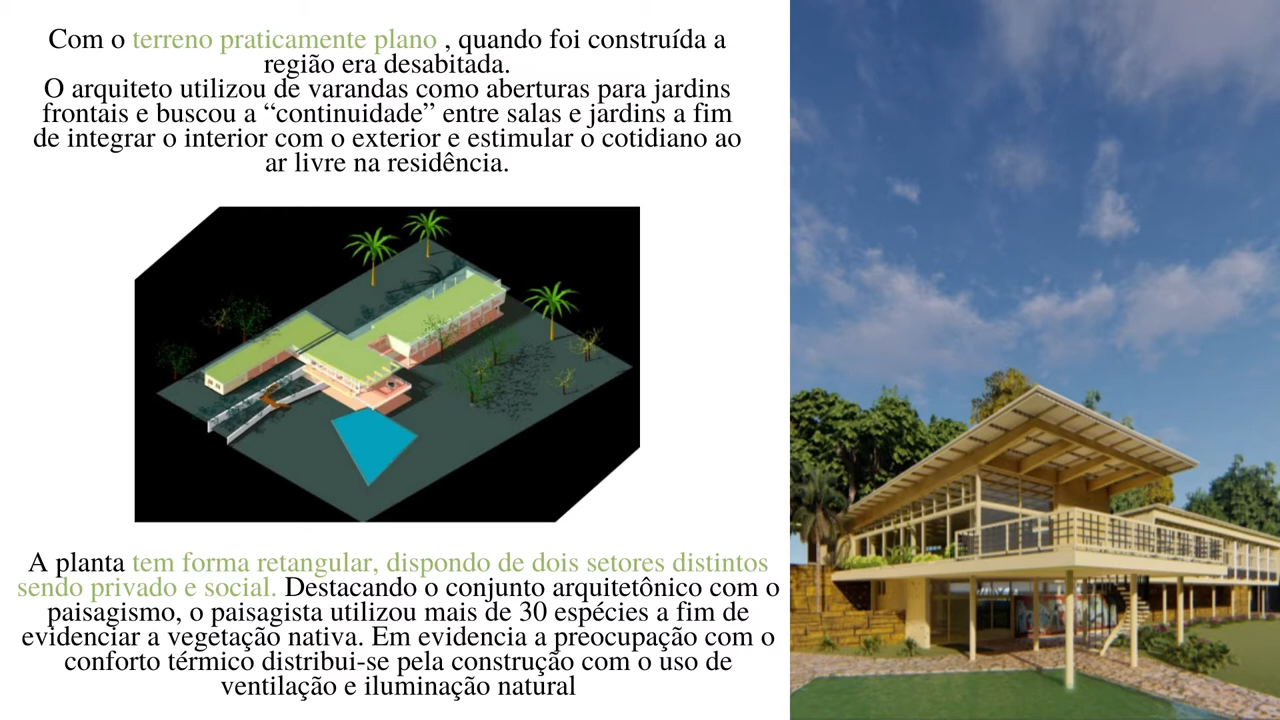 Com o terreno praticamente plano , quando foi construída a
região era desabitada.
O arquiteto utilizou de varandas como aberturas para jardins
frontais e buscou a “continuidade” entre salas e jardins a fim
de integrar o interior com o exterior e estimular o cotidiano ao
ar livre na residência.
A planta tem forma retangular, dispondo de dois setores distintos
sendo privado e social. Destacando o conjunto arquitetônico com o
paisagismo, o paisagista utilizou mais de 30 espécies a fim de
evidenciar a vegetação nativa. Em evidencia a preocupação com o
conforto térmico distribui-se pela construção com o uso de
ventilação e iluminação natural